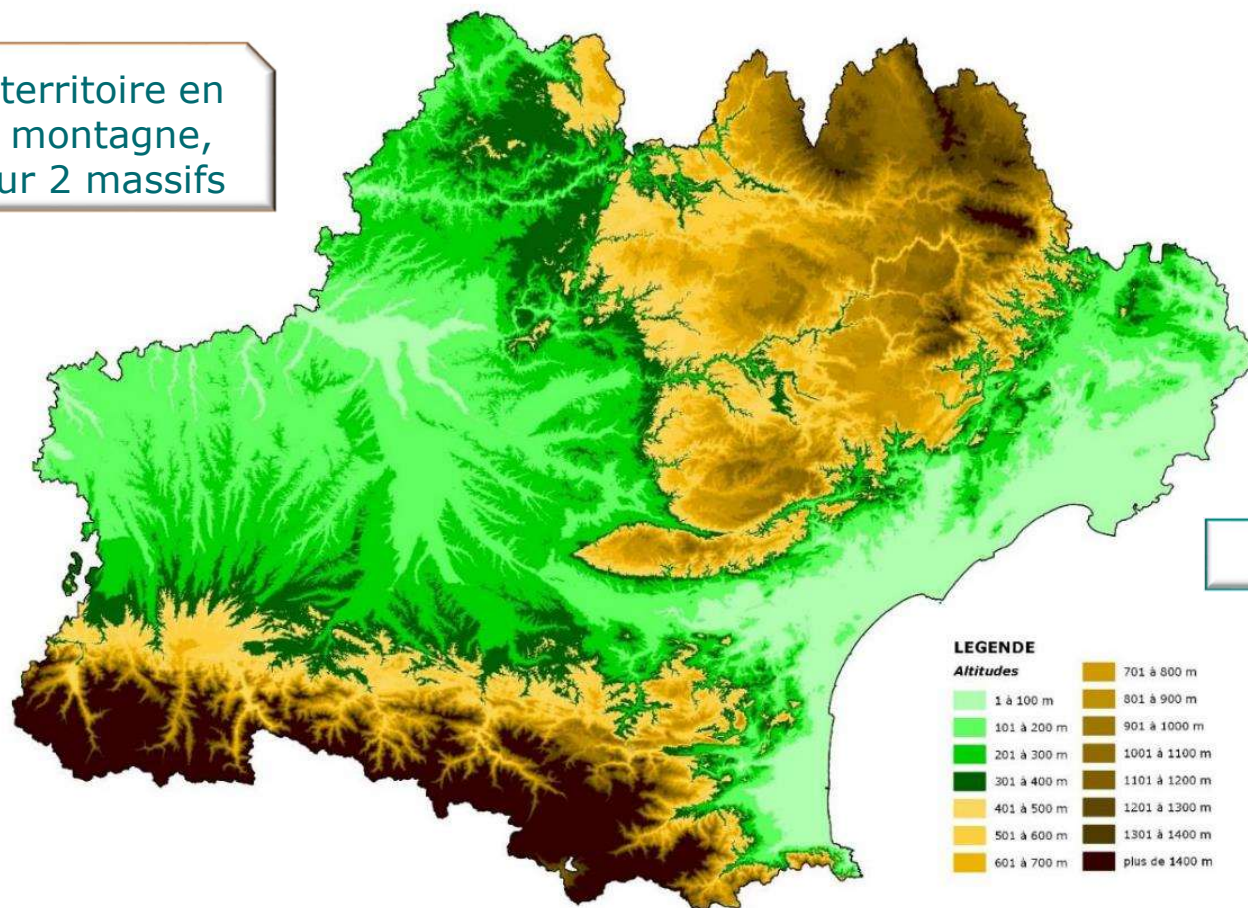 territoire en
montagne,
ur 2 massifs
LEGENDE
Altitudes
1 à 100 m
101 à 200 m
201 à 300 m
301 à 400 m
401 à 500 m
501 à 600 m
601 à 700 m
701 à 800 m
801 à 900 m
901 à 1000 m
1001 à 1100 m
1101 à 1200 m
1201 à 1300 m
1301 à 1400 m
plus de 1400 m